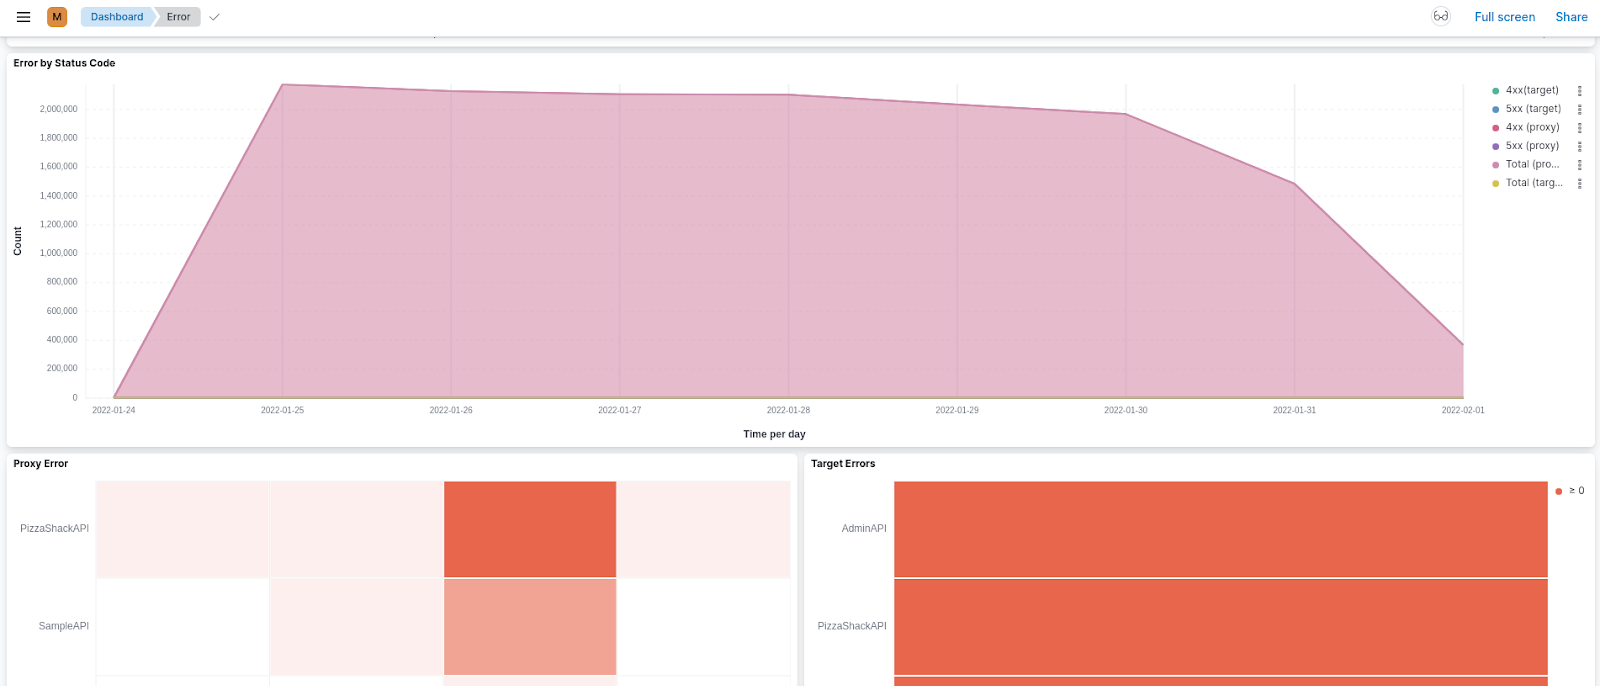 M Dashboard Error Full screen Share
Error by Status Code
4xx(target)
5xx (target)
4xx (proxy)
5xx (proxy)
Total (pro...
Total (targ...
Count
2,000,000
1,800,000
1,600,000
1,400,000
1,200,000
1,000,000
800,000
600,000
400,000
200,000
0
2022-01-24 2022-01-25 2022-01-26 2022-01-27 2022-01-28 2022-01-29 2022-01-30 2022-01-31 2022-02-01
Time per day
Proxy Error
PizzaShackAPI
SampleAPI
Target Errors
≥ 0
AdminAPI
PizzaShackAPI